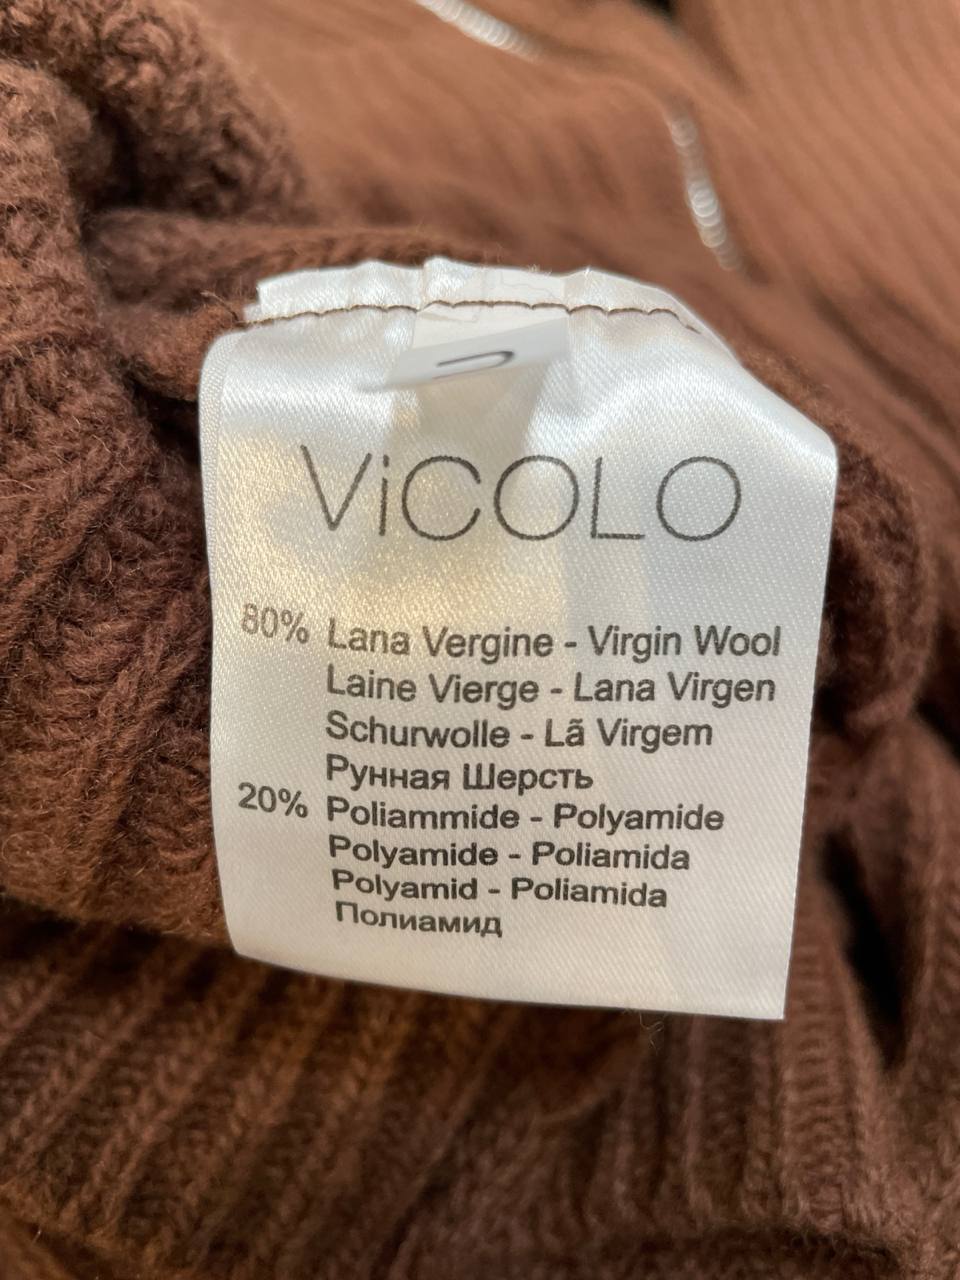 ViCOLO
80% Lana Vergine - Virgin Wool
Laine Vierge - Lana Virgen
Schurwolle - Lã Virgem
Рунная Шерсть
20% Poliammide - Polyamide
Polyamide - Poliamida
Polyamid - Poliamida
Полиамид